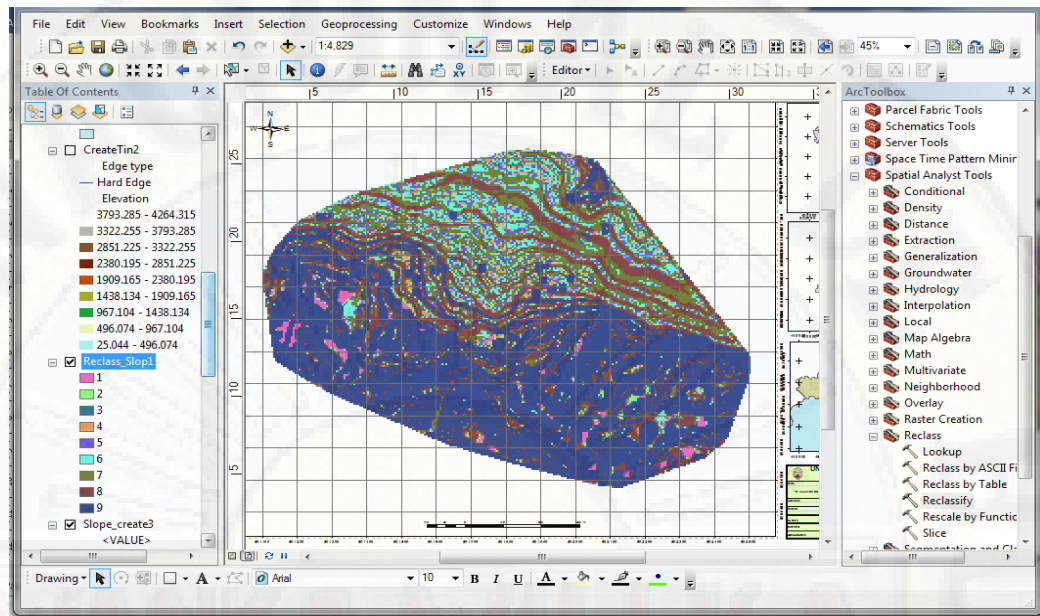 File Edit View Bookmarks Insert Selection Geoprocessing Customize Windows Help
1:4,829
45%
Editor
Table Of Contents
CreateTin2
Edge type
Hard Edge
Elevation
3793.285 - 4264.315
3322.255 - 3793.285
2851.225 - 3322.255
2380.195 - 2851.225
1909.165 - 2380.195
1438.134 - 1909.165
967.104 - 1438.134
496.074 - 967.104
25.044 - 496.074
Reclass_Slop1
1
2
3
4
5
6
7
8
9
Slope_create3
<VALUE>
5 10 15 20 25 30
25
20
15
10
5
N
W E
S
ArcToolbox
Parcel Fabric Tools
Schematics Tools
Server Tools
Space Time Pattern Minir
Spatial Analyst Tools
Conditional
Density
Distance
Extraction
Generalization
Groundwater
Hydrology
Interpolation
Local
Map Algebra
Math
Multivariate
Neighborhood
Overlay
Raster Creation
Reclass
Lookup
Reclass by ASCII Fi
Reclass by Table
Reclassify
Rescale by Functic
Slice
Drawing
A
Arial
10
B I U A